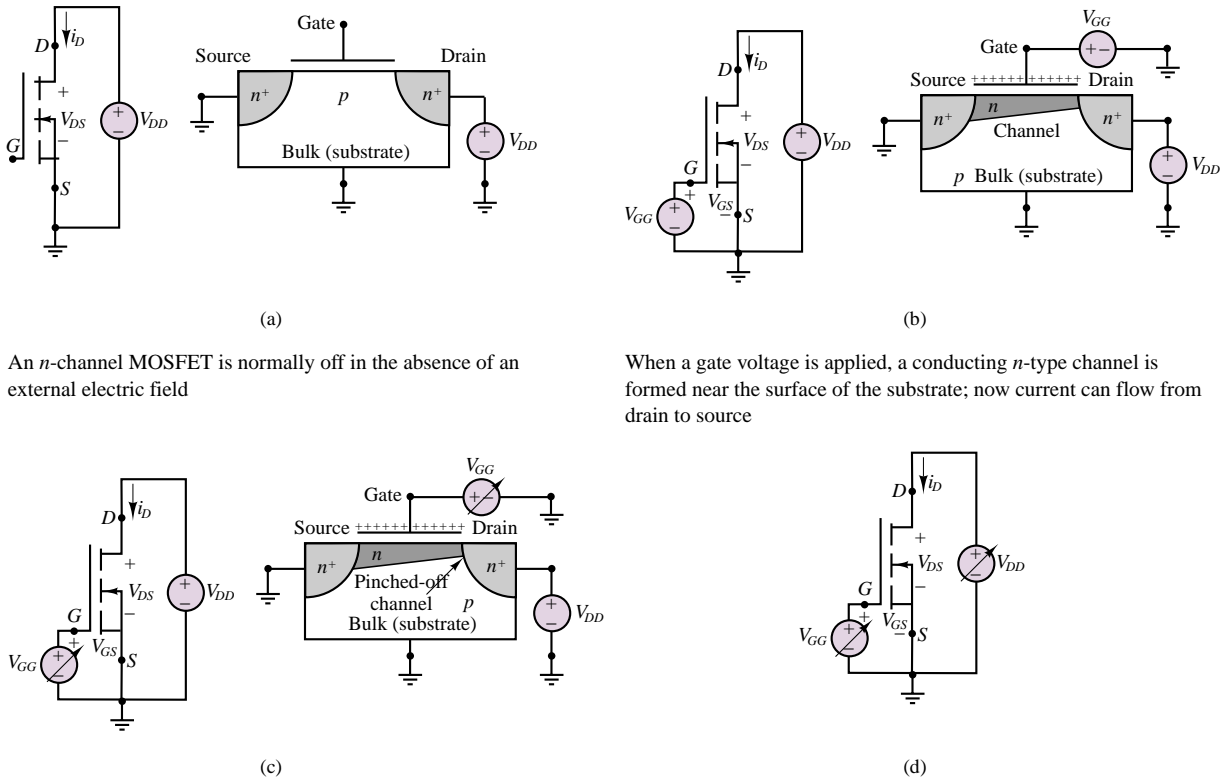 D
i_D
+
V_DS
−
G
S
+
−
V_DD
Gate
Source
Drain
n⁺
p
n⁺
Bulk (substrate)
+
−
V_DD
(a)
An n-channel MOSFET is normally off in the absence of an
external electric field
D
i_D
+
V_DS
−
G
+
V_GS
−
S
V_GG
+
−
+
−
V_DD
V_GG
Gate
+ −
Source
++++++ ++++++
Drain
n⁺
n
n⁺
Channel
p Bulk (substrate)
+
−
V_DD
(b)
When a gate voltage is applied, a conducting n-type channel is
formed near the surface of the substrate; now current can flow from
drain to source
D
i_D
+
V_DS
−
G
+
V_GS
S
V_GG
+
−
+
−
V_DD
V_GG
Gate
+ −
Source
++++++ ++++++
Drain
n⁺
n
n⁺
Pinched-off
channel
p
Bulk (substrate)
+
−
V_DD
(c)
D
i_D
+
V_DS
−
G
+
V_GS
−
S
V_GG
+
−
+
−
V_DD
(d)